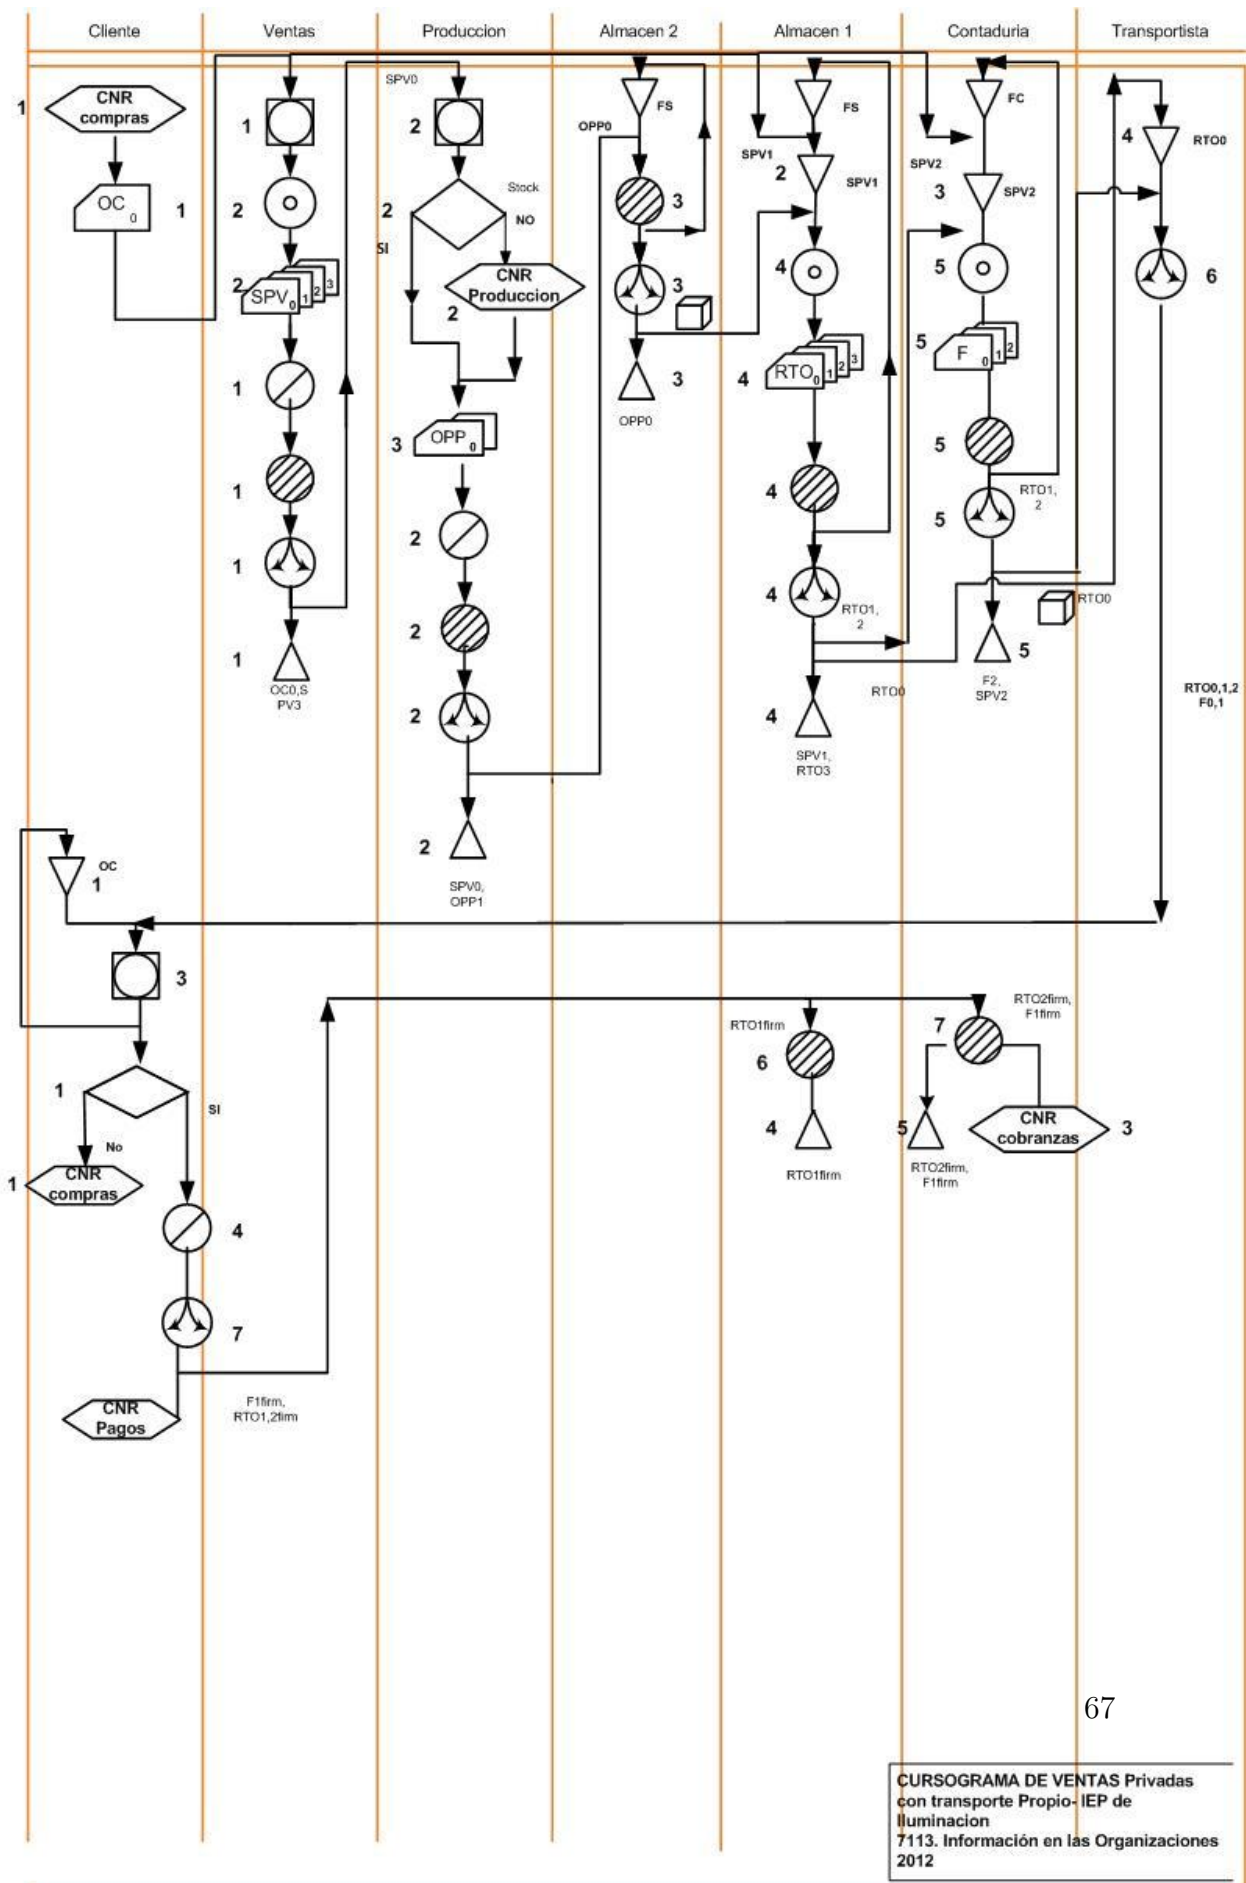 Cliente
Ventas
Produccion
Almacen 2
Almacen 1
Contaduria
Transportista
1
CNR
compras
OC 0
1
1
2
2
SPV 0 1 2 3
1
1
1
1
OC0,S
PV3
SPV0
2
2
Stock
SI
NO
CNR
Produccion
2
3
OPP 0
2
2
2
2
SPV0,
OPP1
FS
OPP0
3
3
3
OPP0
FS
SPV1
2
SPV1
4
4
RTO 0 1 2 3
4
4
RTO1,
2
RTO0
4
SPV1,
RTO3
FC
SPV2
3
SPV2
5
5
F 0 1 2
5
5
RTO1,
2
RTO0
5
F2,
SPV2
4
RTO0
6
RTO0,1,2
F0,1
OC
1
3
1
SI
No
1
CNR
compras
4
7
CNR
Pagos
F1firm,
RTO1,2firm
RTO1firm
6
4
RTO1firm
7
RTO2firm,
F1firm
5
RTO2firm,
F1firm
CNR
cobranzas
3
67
CURSOGRAMA DE VENTAS Privadas
con transporte Propio- IEP de
Iluminacion
7113. Información en las Organizaciones
2012